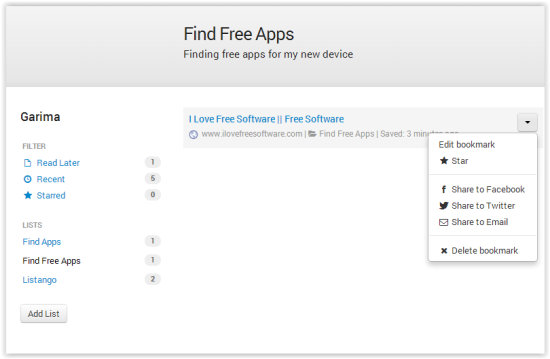 Find Free Apps
Finding free apps for my new device
Garima
FILTER
Read Later 1
Recent 5
Starred 0
LISTS
Find Apps 1
Find Free Apps 1
Listango 2
Add List
I Love Free Software || Free Software
www.ilovefreesoftware.com | Find Free Apps | Saved: 3 minutes ago
Edit bookmark
Star
Share to Facebook
Share to Twitter
Share to Email
Delete bookmark